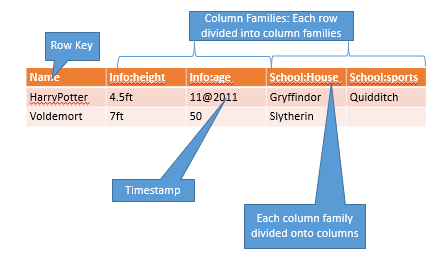 Column Families: Each row
divided into column families
Row Key
Name Info:height Info:age School:House School:sports
HarryPotter 4.5ft 11@2011 Gryffindor Quidditch
Voldemort 7ft 50 Slytherin
Timestamp
Each column family
divided onto columns